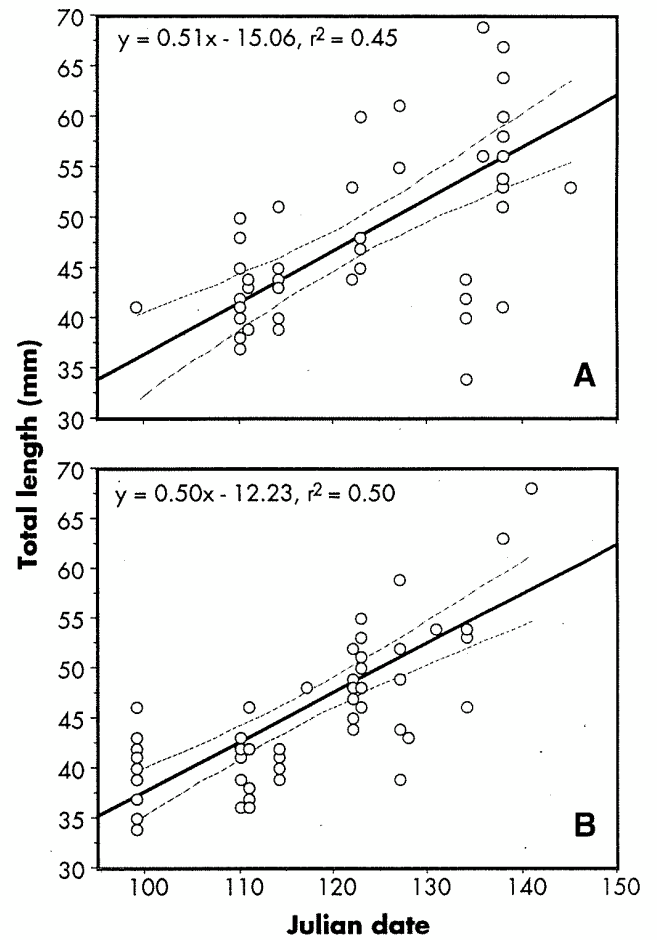 y = 0.51x - 15.06, r² = 0.45
70
65
60
55
50
45
40
35
30
A
Total length (mm)
y = 0.50x - 12.23, r² = 0.50
70
65
60
55
50
45
40
35
30
B
100 110 120 130 140 150
Julian date